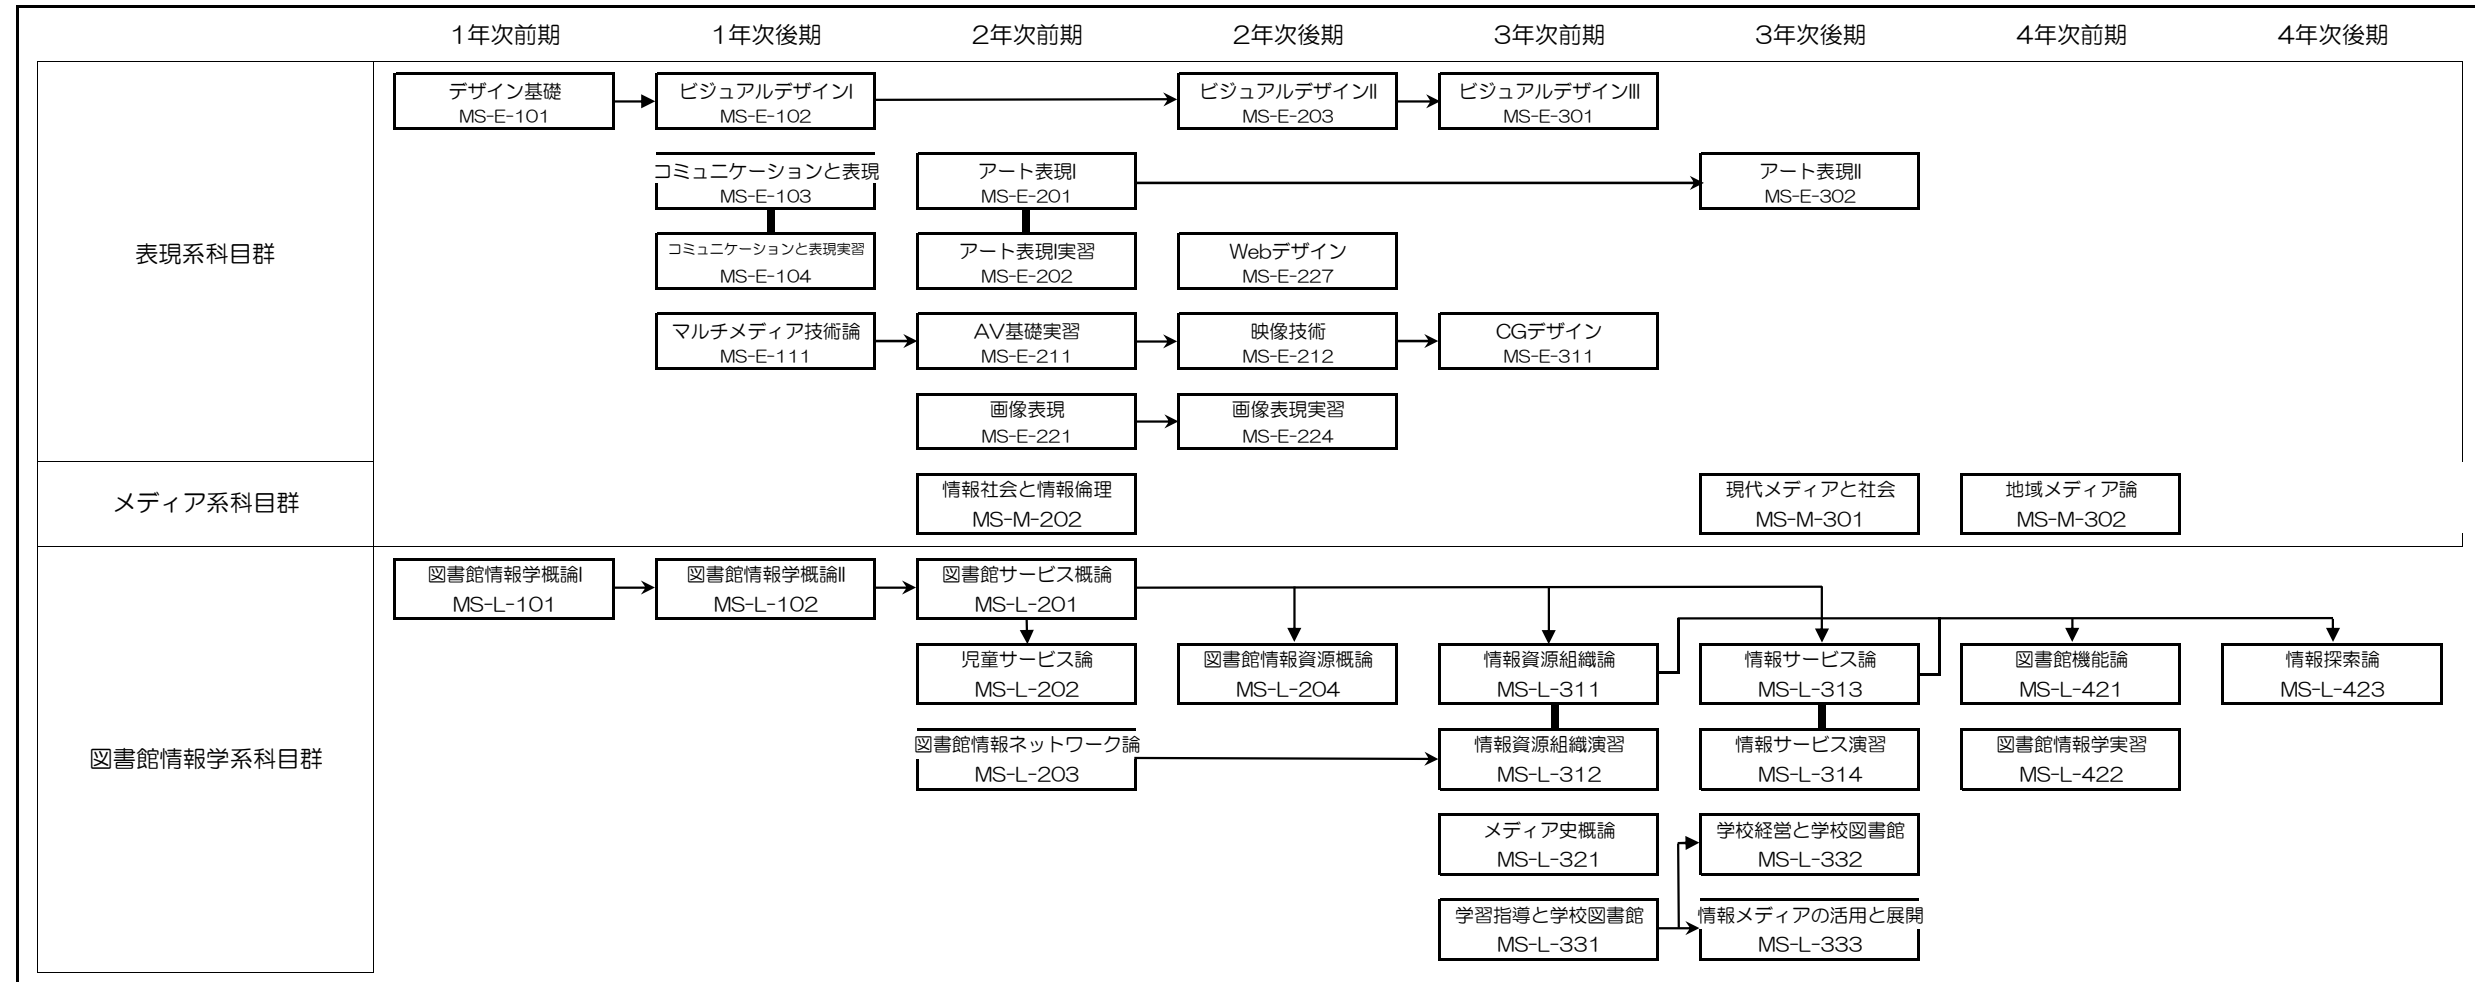 1年次前期
1年次後期
2年次前期
2年次後期
3年次前期
3年次後期
4年次前期
4年次後期
表現系科目群
デザイン基礎
MS-E-101
ビジュアルデザインI
MS-E-102
ビジュアルデザインII
MS-E-203
ビジュアルデザインIII
MS-E-301
コミュニケーションと表現
MS-E-103
アート表現I
MS-E-201
アート表現II
MS-E-302
コミュニケーションと表現実習
MS-E-104
アート表現I実習
MS-E-202
Webデザイン
MS-E-227
マルチメディア技術論
MS-E-111
AV基礎実習
MS-E-211
映像技術
MS-E-212
CGデザイン
MS-E-311
画像表現
MS-E-221
画像表現実習
MS-E-224
メディア系科目群
情報社会と情報倫理
MS-M-202
現代メディアと社会
MS-M-301
地域メディア論
MS-M-302
図書館情報学系科目群
図書館情報学概論I
MS-L-101
図書館情報学概論II
MS-L-102
図書館サービス概論
MS-L-201
児童サービス論
MS-L-202
図書館情報資源概論
MS-L-204
情報資源組織論
MS-L-311
情報サービス論
MS-L-313
図書館機能論
MS-L-421
情報探索論
MS-L-423
図書館情報ネットワーク論
MS-L-203
情報資源組織演習
MS-L-312
情報サービス演習
MS-L-314
図書館情報学実習
MS-L-422
メディア史概論
MS-L-321
学校経営と学校図書館
MS-L-332
学習指導と学校図書館
MS-L-331
情報メディアの活用と展開
MS-L-333